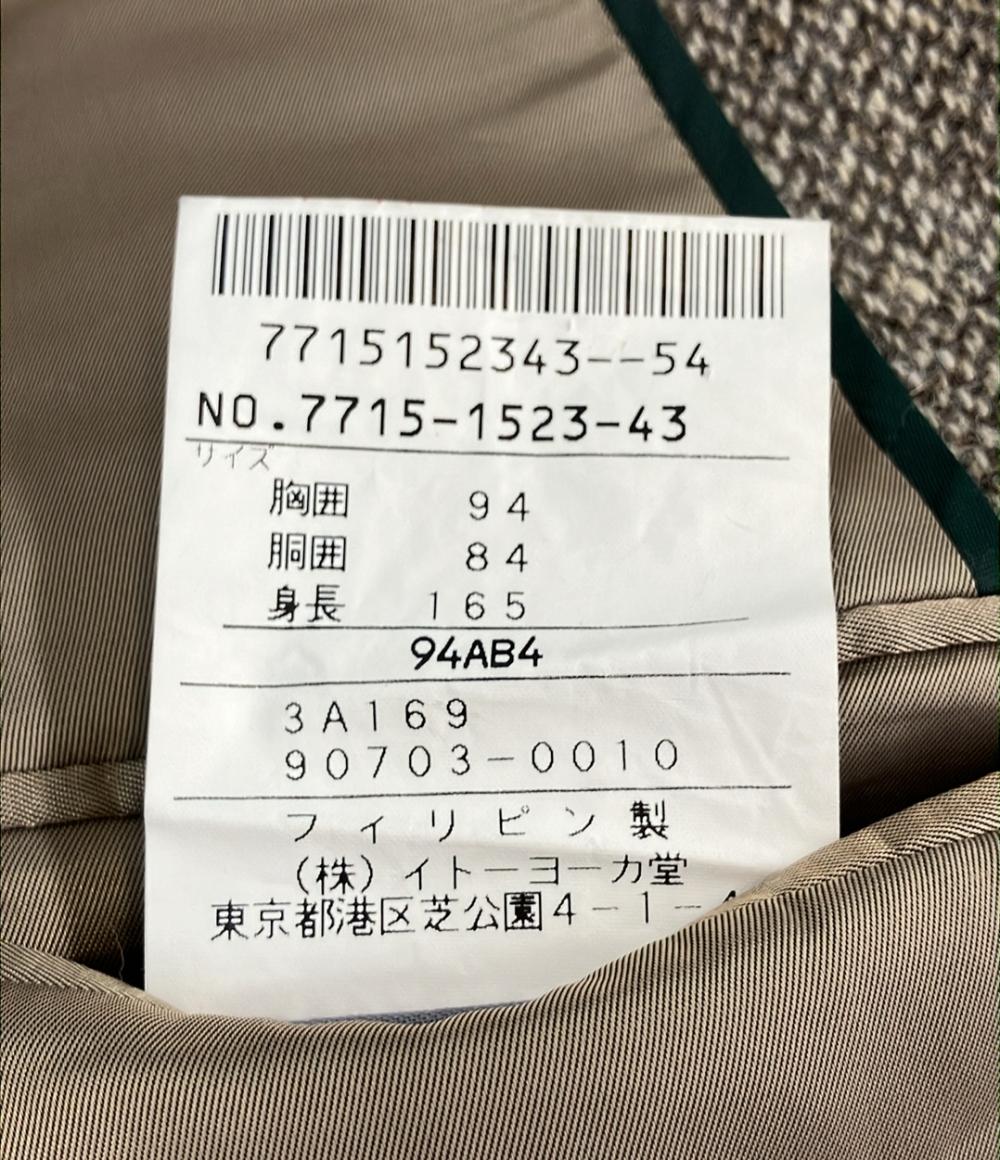 7715152343--54
NO.7715-1523-43
サイズ
胸囲 94
胴囲 84
身長 165
94AB4
3A169
90703-0010
フィリピン製
(株)イトーヨーカ堂
東京都港区芝公園4-1-4